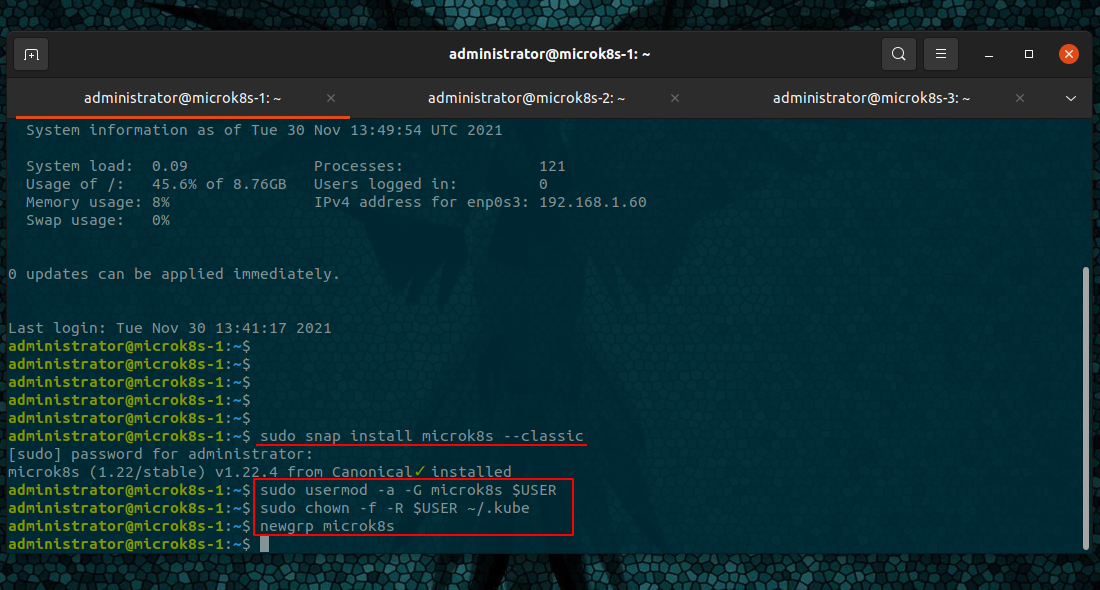 administrator@microk8s-1: ~
administrator@microk8s-1: ~ administrator@microk8s-2: ~ administrator@microk8s-3: ~
System information as of Tue 30 Nov 13:49:54 UTC 2021
System load: 0.09 Processes: 121
Usage of /: 45.6% of 8.76GB Users logged in: 0
Memory usage: 8% IPv4 address for enp0s3: 192.168.1.60
Swap usage: 0%
0 updates can be applied immediately.
Last login: Tue Nov 30 13:41:17 2021
administrator@microk8s-1:~$
administrator@microk8s-1:~$
administrator@microk8s-1:~$
administrator@microk8s-1:~$
administrator@microk8s-1:~$
administrator@microk8s-1:~$ sudo snap install microk8s --classic
[sudo] password for administrator:
microk8s (1.22/stable) v1.22.4 from Canonical✓ installed
administrator@microk8s-1:~$ sudo usermod -a -G microk8s $USER
administrator@microk8s-1:~$ sudo chown -f -R $USER ~/.kube
administrator@microk8s-1:~$ newgrp microk8s
administrator@microk8s-1:~$